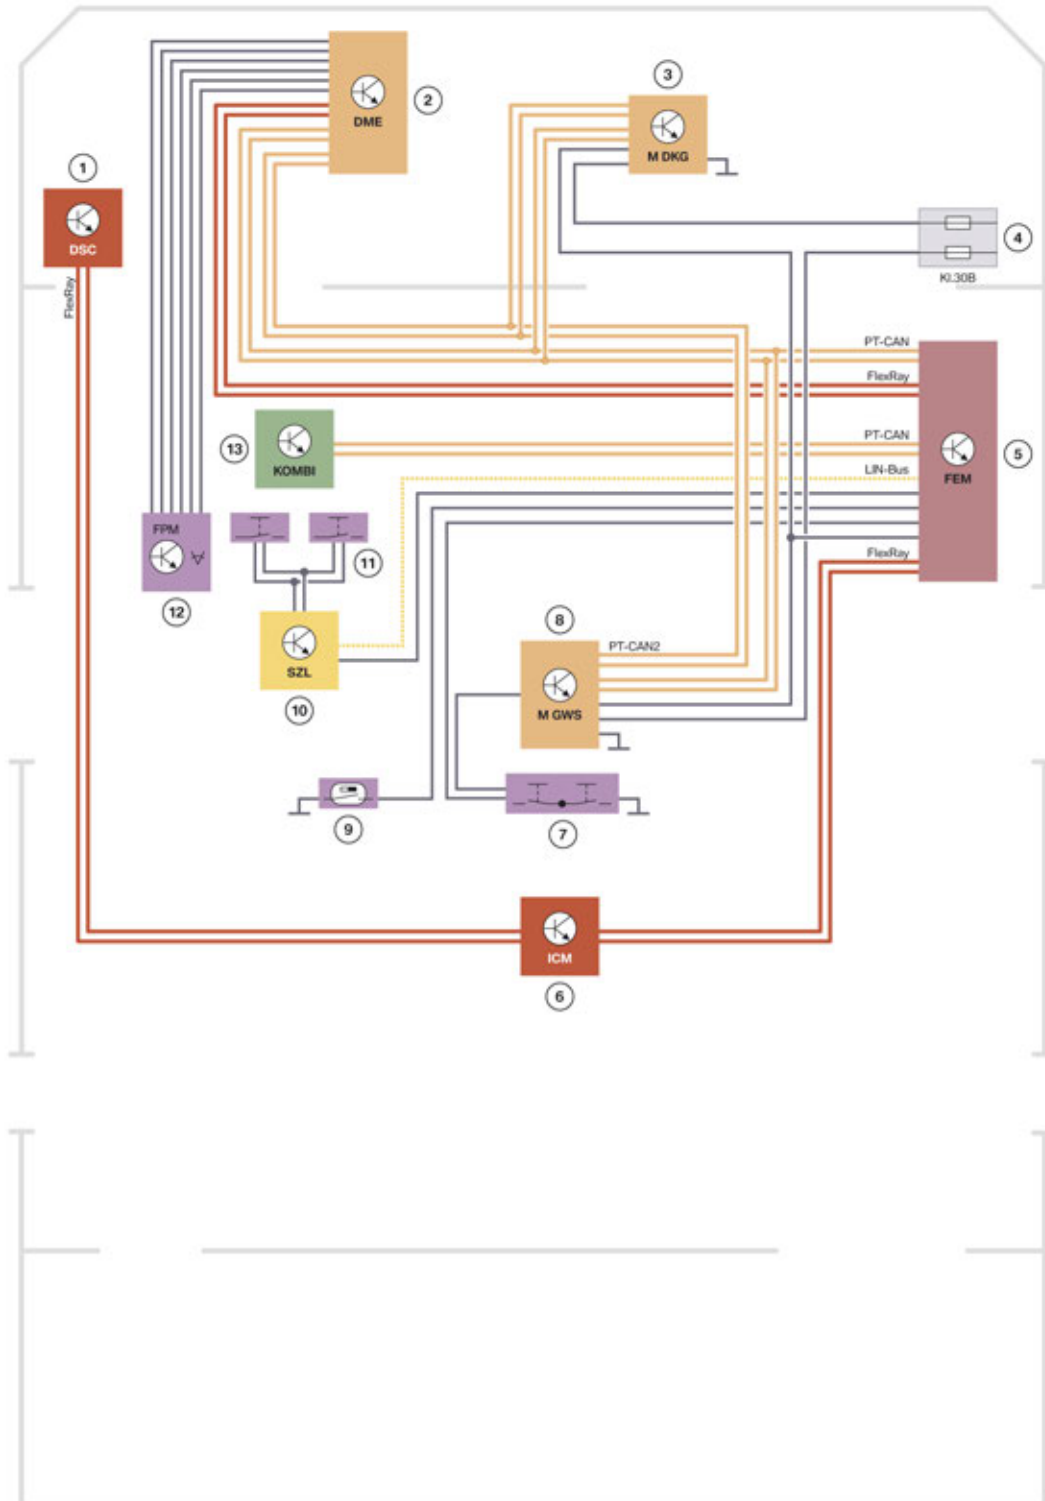 3
2
DME
M DKG
1
DSC
4
Kl.30B
FlexRay
PT-CAN
FlexRay
13
KOMBI
PT-CAN
5
LIN-Bus
FEM
FPM
11
FlexRay
12
8
PT-CAN2
SZL
10
M GWS
9
7
ICM
6